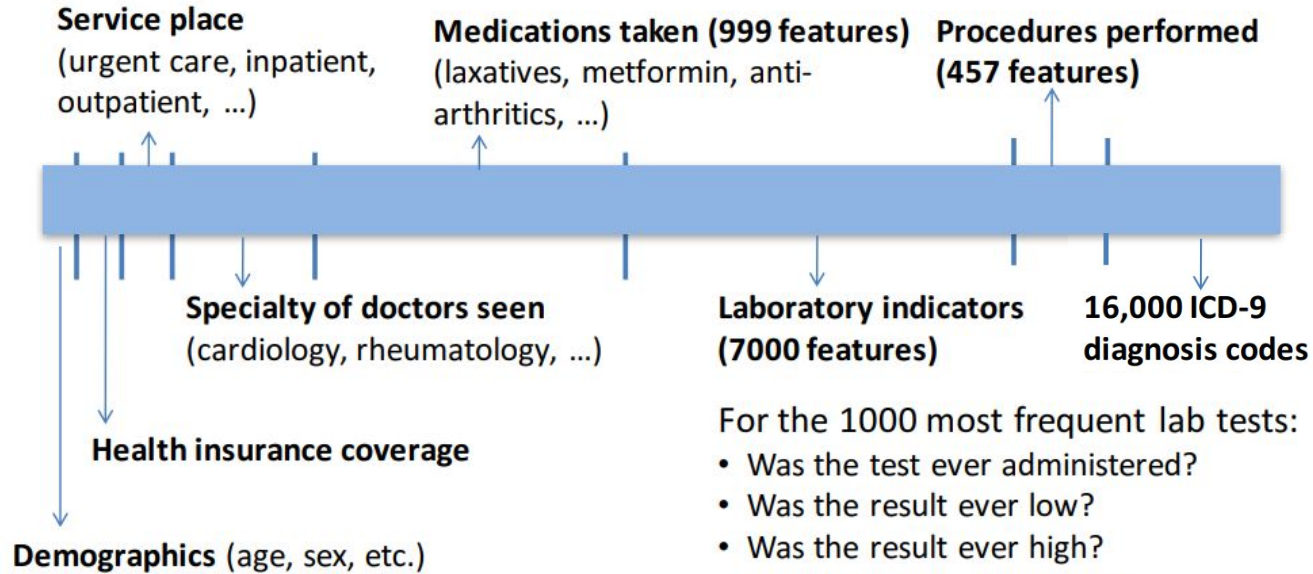 Service place
(urgent care, inpatient,
outpatient, ...)
Medications taken (999 features)
(laxatives, metformin, anti-
arthritics, ...)
Procedures performed
(457 features)
Specialty of doctors seen
(cardiology, rheumatology, ...)
Laboratory indicators
(7000 features)
16,000 ICD-9
diagnosis codes
Health insurance coverage
For the 1000 most frequent lab tests:
• Was the test ever administered?
• Was the result ever low?
• Was the result ever high?
Demographics (age, sex, etc.)